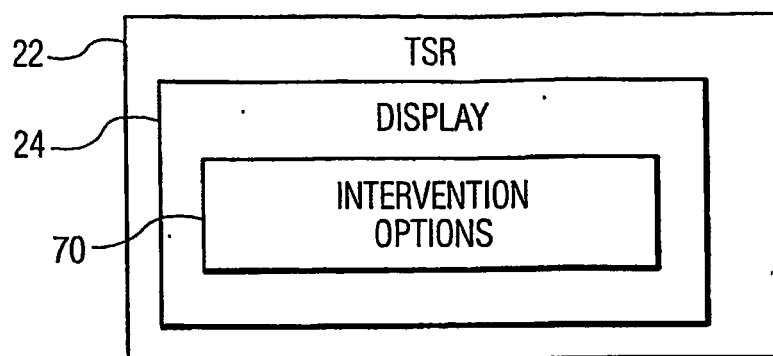 22
TSR
24
DISPLAY
INTERVENTION
OPTIONS
70